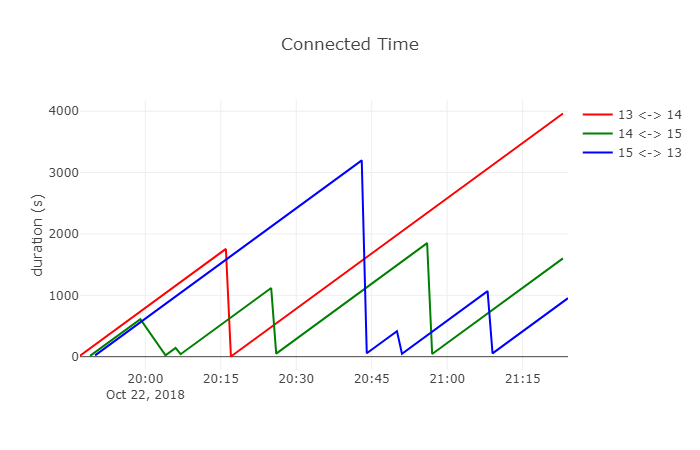 Connected Time
13 <-> 14
14 <-> 15
15 <-> 13
duration (s)
4000
3000
2000
1000
0
20:00 20:15 20:30 20:45 21:00 21:15
Oct 22, 2018